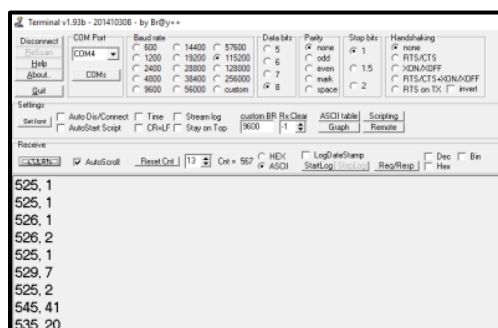 Terminal v1.93b - 20141030B - by Br@y++
Disconnect
ReScan
Help
About..
Quit
COM Port
COM4
COMs
Baud rate
600 14400 57600
1200 19200 115200
2400 28800 128000
4800 38400 256000
9600 56000 custom
Data bits
5
6
7
8
Parity
none
odd
even
mark
space
Stop bits
1
1.5
2
Handshaking
none
RTS/CTS
XON/XOFF
RTS/CTS+XON/XOFF
RTS on TX invert
Settings
Set font
Auto Dis/Connect Time Stream log
AutoStart Script CR=LF Stay on Top
custom BR Rx Clear
9600 -1
ASCII table Scripting
Graph Remote
Receive
CLEAR AutoScroll Reset Cnt 13 Cnt = 567
HEX
ASCII
LogDateStamp
StartLog StopLog Req/Resp
Dec Bin
Hex
525, 1
525, 1
526, 1
526, 2
525, 1
529, 7
525, 2
545, 41
535, 20